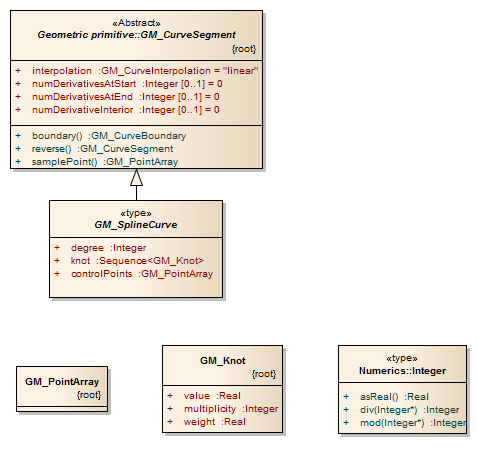 «Abstract»
Geometric primitive::GM_CurveSegment
{root}
+ interpolation :GM_CurveInterpolation = "linear"
+ numDerivativesAtStart :Integer [0..1] = 0
+ numDerivativesAtEnd :Integer [0..1] = 0
+ numDerivativeInterior :Integer [0..1] = 0
+ boundary() :GM_CurveBoundary
+ reverse() :GM_CurveSegment
+ samplePoint() :GM_PointArray
«type»
GM_SplineCurve
+ degree :Integer
+ knot :Sequence<GM_Knot>
+ controlPoints :GM_PointArray
GM_PointArray
{root}
GM_Knot
{root}
+ value :Real
+ multiplicity :Integer
+ weight :Real
«type»
Numerics::Integer
+ asReal() :Real
+ div(Integer*) :Integer
+ mod(Integer*) :Integer